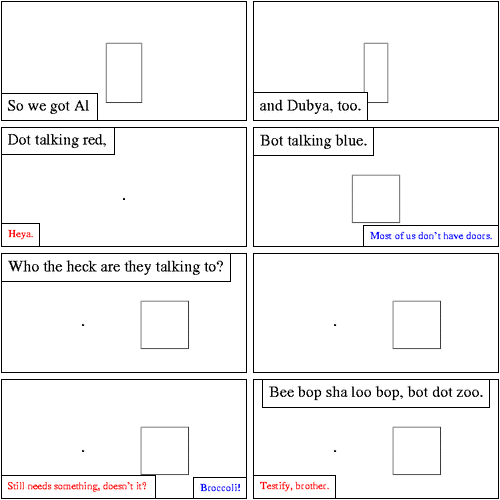 So we got Al
and Dubya, too.
Dot talking red,
Heya.
Bot talking blue.
Most of us don't have doors.
Who the heck are they talking to?
Still needs something, doesn't it?
Broccoli!
Bee bop sha loo bop, bot dot zoo.
Testify, brother.